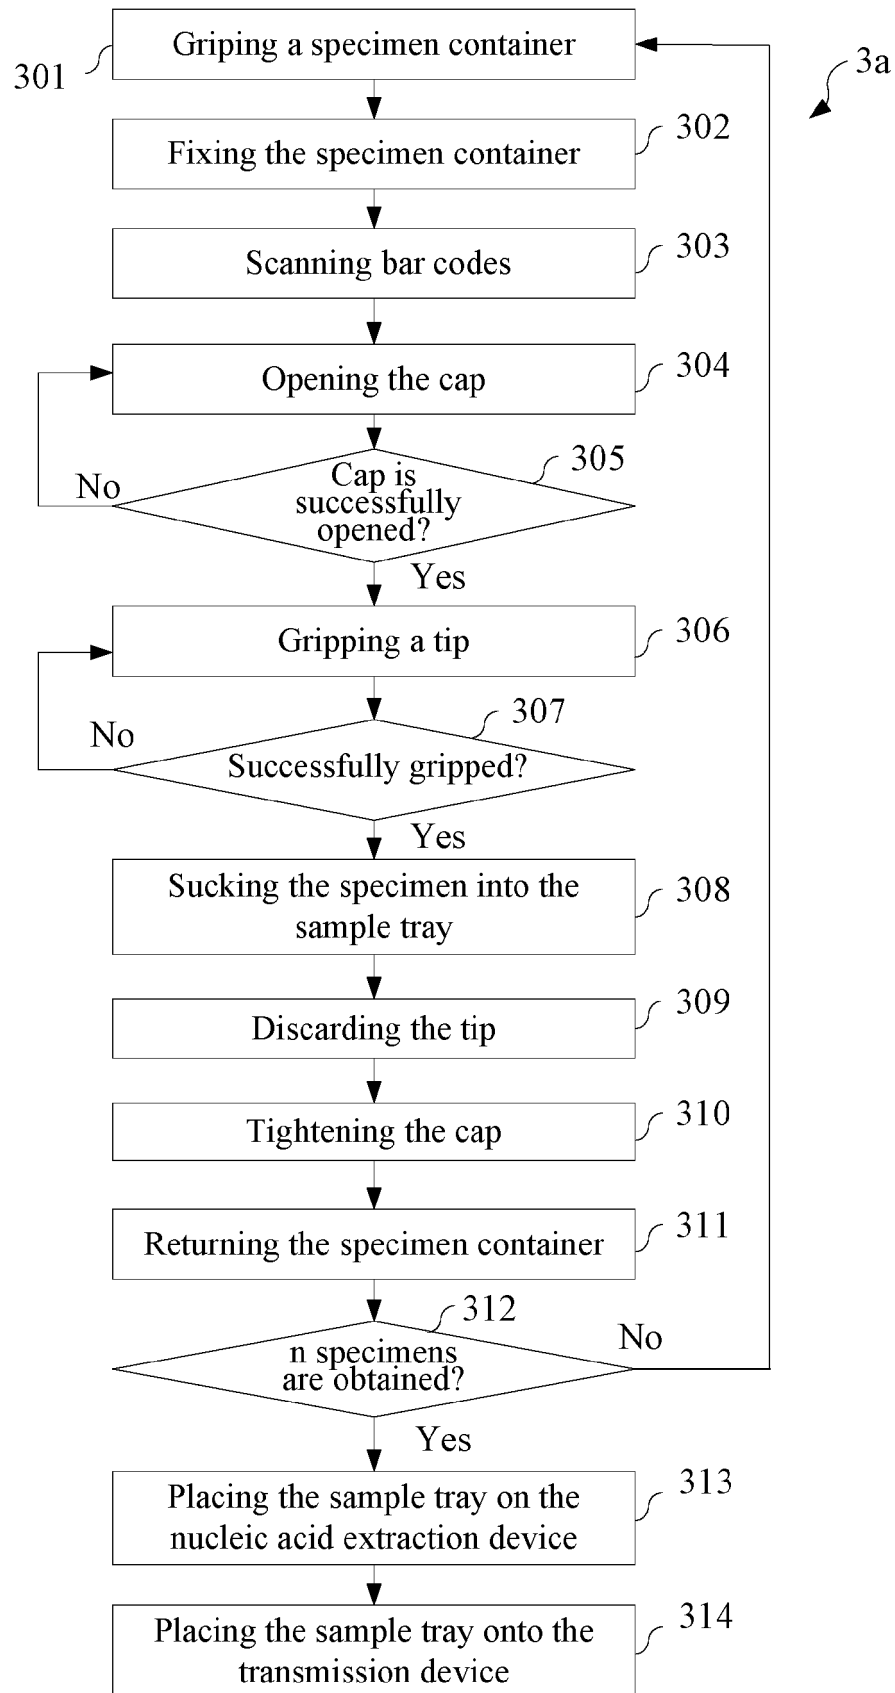 Griping a specimen container
301
3a
Fixing the specimen container
302
Scanning bar codes
303
Opening the cap
304
Cap is
successfully
opened?
305
No
Yes
Gripping a tip
306
307
No
Successfully gripped?
Yes
Sucking the specimen into the
sample tray
308
Discarding the tip
309
Tightening the cap
310
Returning the specimen container
311
312
n specimens
are obtained?
No
Yes
Placing the sample tray on the
nucleic acid extraction device
313
Placing the sample tray onto the
transmission device
314